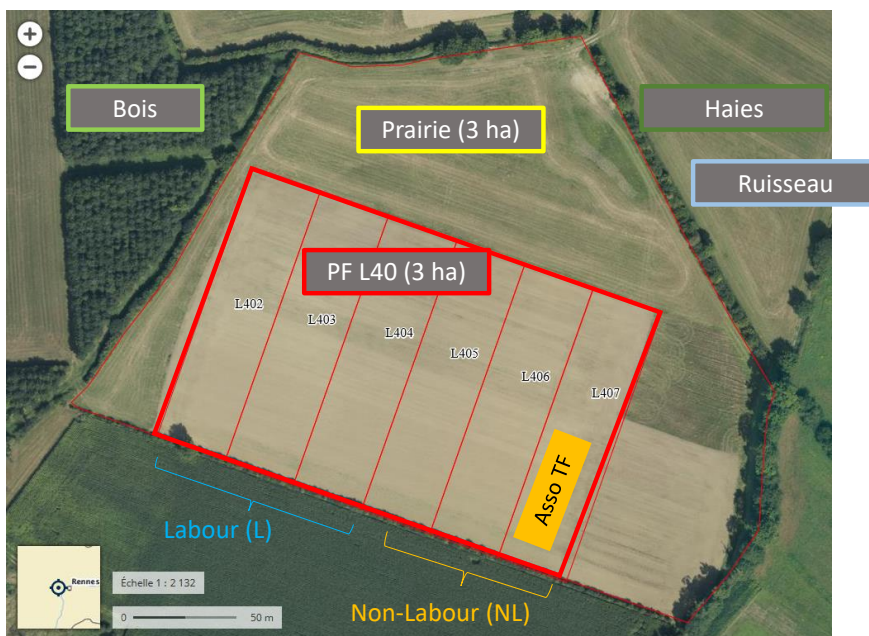 Bois
Prairie (3 ha)
Haies
Ruisseau
PF L40 (3 ha)
L402
L403
L404
L405
L406
L407
Asso TF
Labour (L)
Non-Labour (NL)
Rennes
Échelle 1 : 2 132
0 50 m